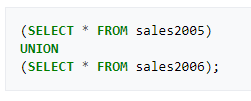 (SELECT * FROM sales2005)
UNION
(SELECT * FROM sales2006);